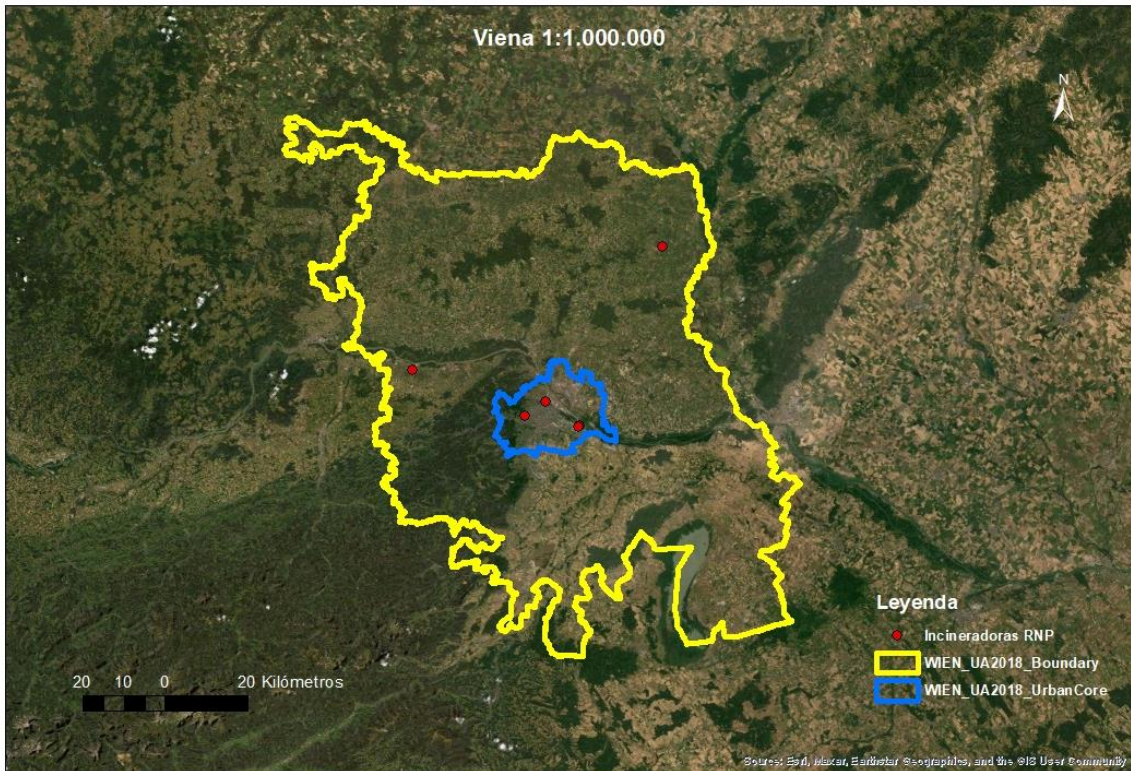 Viena 1:1.000.000
N
Leyenda
Incineradoras RNP
WIEN_UA2018_Boundary
WIEN_UA2018_UrbanCore
20 10 0 20 Kilómetros
Source: Esri, Maxar, Earthstar Geographics, and the GIS User Community